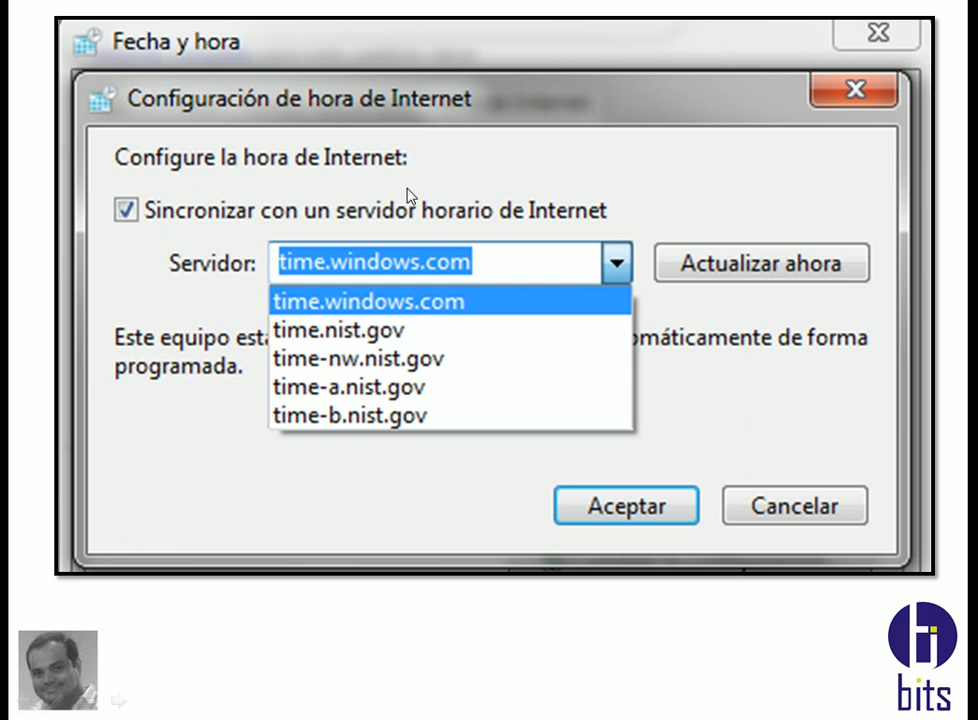 Fecha y hora
Configuración de hora de Internet
Configure la hora de Internet:
Sincronizar con un servidor horario de Internet
Servidor: time.windows.com Actualizar ahora
time.windows.com
time.nist.gov
Este equipo est omáticamente de forma
time-nw.nist.gov
programada.
time-a.nist.gov
time-b.nist.gov
Aceptar Cancelar
bits